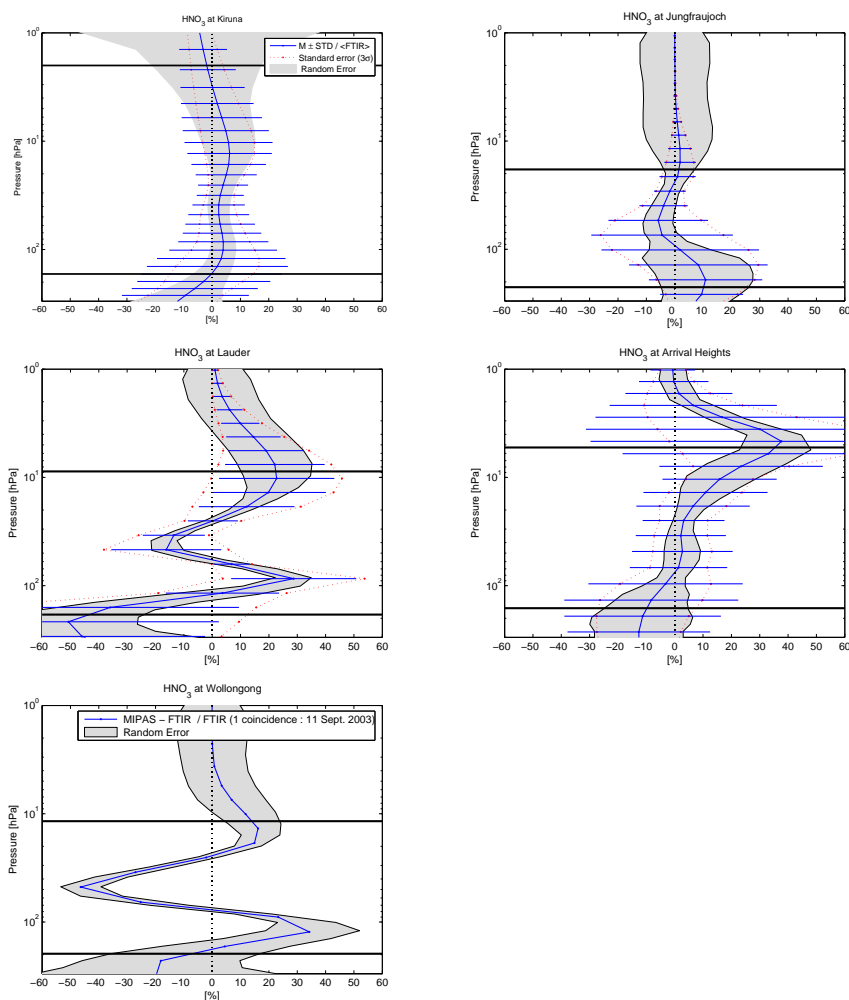 HNO3 at Kiruna
M ± STD / <FTIR>
Standard error (3σ)
Random Error
Pressure [hPa]
10^0
10^1
10^2
−60 −50 −40 −30 −20 −10 0 10 20 30 40 50 60
[%]
HNO3 at Jungfraujoch
Pressure [hPa]
10^0
10^1
10^2
−60 −50 −40 −30 −20 −10 0 10 20 30 40 50 60
[%]
HNO3 at Lauder
Pressure [hPa]
10^0
10^1
10^2
−60 −50 −40 −30 −20 −10 0 10 20 30 40 50 60
[%]
HNO3 at Arrival Heights
Pressure [hPa]
10^0
10^1
10^2
−60 −50 −40 −30 −20 −10 0 10 20 30 40 50 60
[%]
HNO3 at Wollongong
MIPAS − FTIR / FTIR (1 coincidence : 11 Sept. 2003)
Random Error
Pressure [hPa]
10^0
10^1
10^2
−60 −50 −40 −30 −20 −10 0 10 20 30 40 50 60
[%]